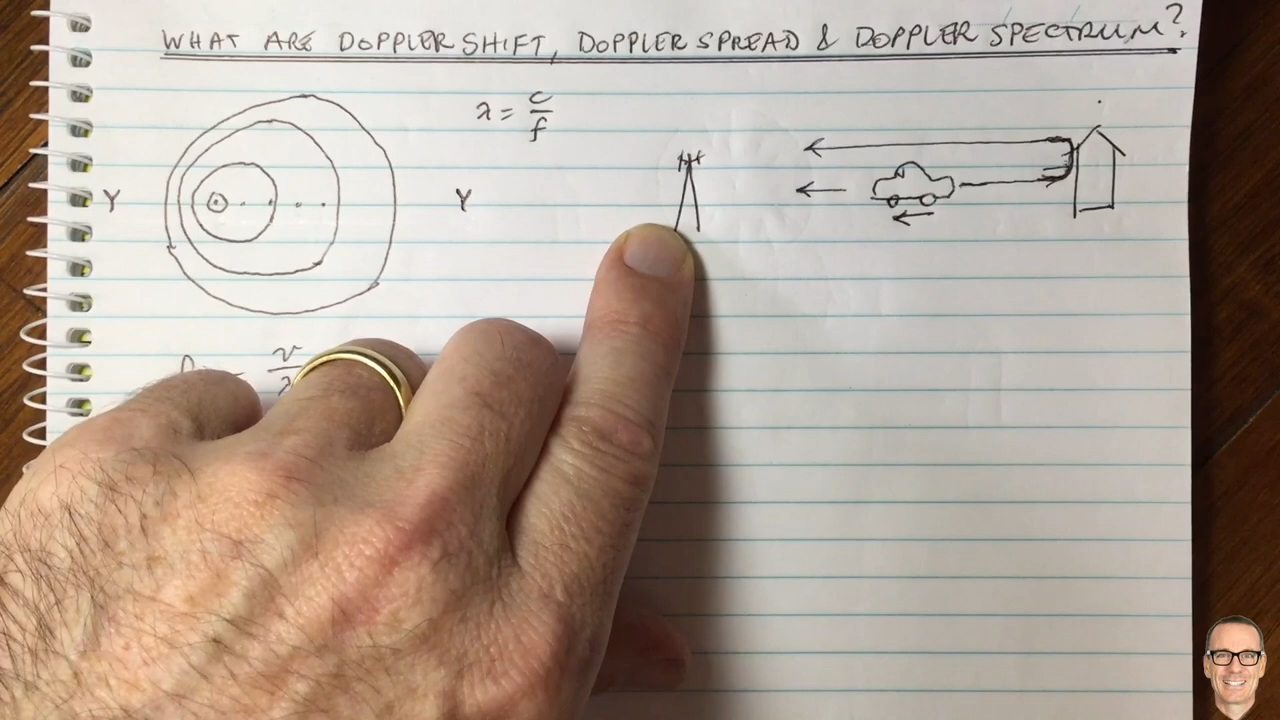 WHAT ARE DOPPLER SHIFT, DOPPLER SPREAD & DOPPLER SPECTRUM?
λ = c/f
Y
Y
v